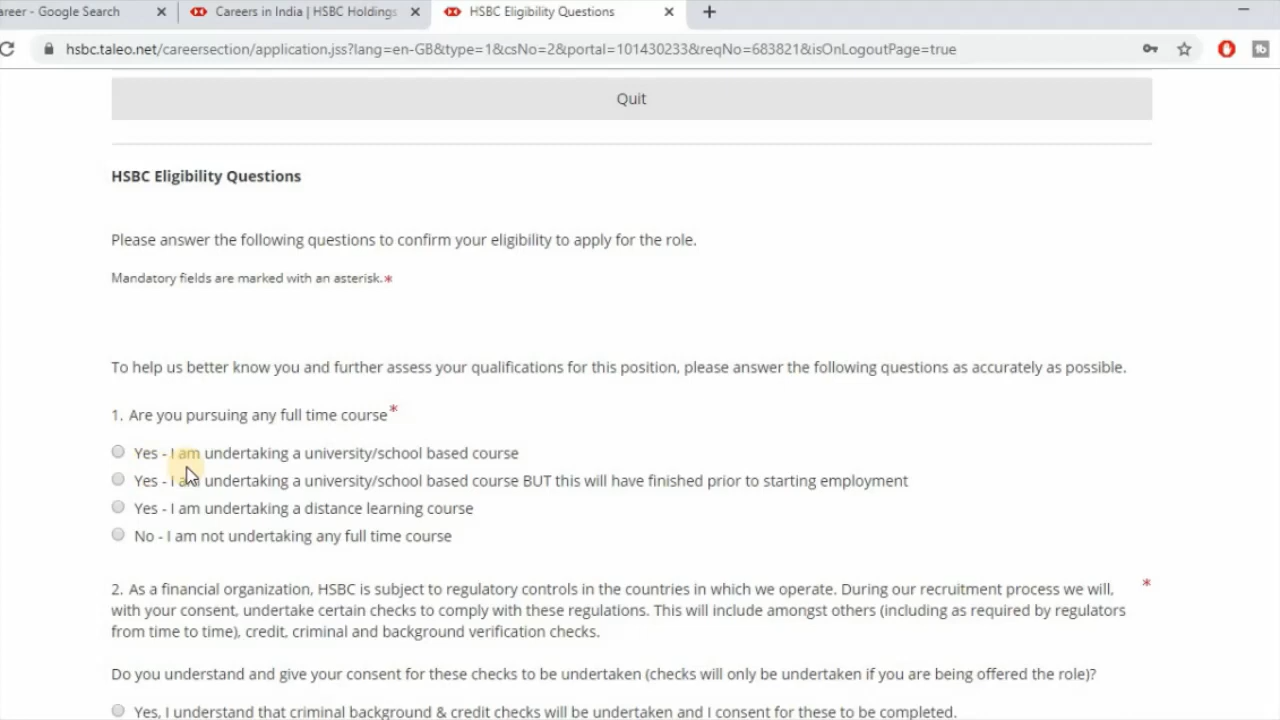 areer - Google Search
Careers in India | HSBC Holdings
HSBC Eligibility Questions
hsbc.taleo.net/careersection/application.jss?lang=en-GB&type=1&csNo=2&portal=101430233&reqNo=683821&isOnLogoutPage=true
Quit
HSBC Eligibility Questions
Please answer the following questions to confirm your eligibility to apply for the role.
Mandatory fields are marked with an asterisk.*
To help us better know you and further assess your qualifications for this position, please answer the following questions as accurately as possible.
1. Are you pursuing any full time course*
Yes - I am undertaking a university/school based course
Yes - I am undertaking a university/school based course BUT this will have finished prior to starting employment
Yes - I am undertaking a distance learning course
No - I am not undertaking any full time course
2. As a financial organization, HSBC is subject to regulatory controls in the countries in which we operate. During our recruitment process we will, *
with your consent, undertake certain checks to comply with these regulations. This will include amongst others (including as required by regulators
from time to time), credit, criminal and background verification checks.
Do you understand and give your consent for these checks to be undertaken (checks will only be undertaken if you are being offered the role)?
Yes, I understand that criminal background & credit checks will be undertaken and I consent for these to be completed.